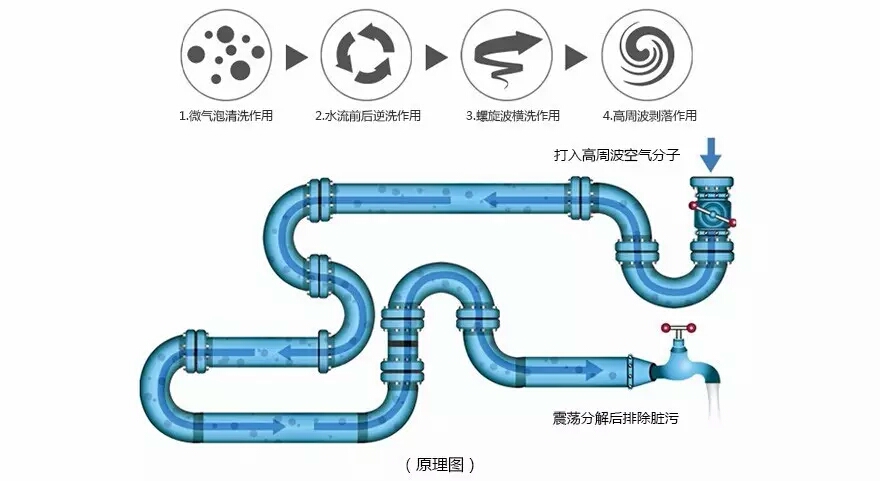 1.微气泡清洗作用
2.水流前后逆洗作用
3.螺旋波横洗作用
4.高周波剥落作用
打入高周波空气分子
震荡分解后排除脏污
（原理图）